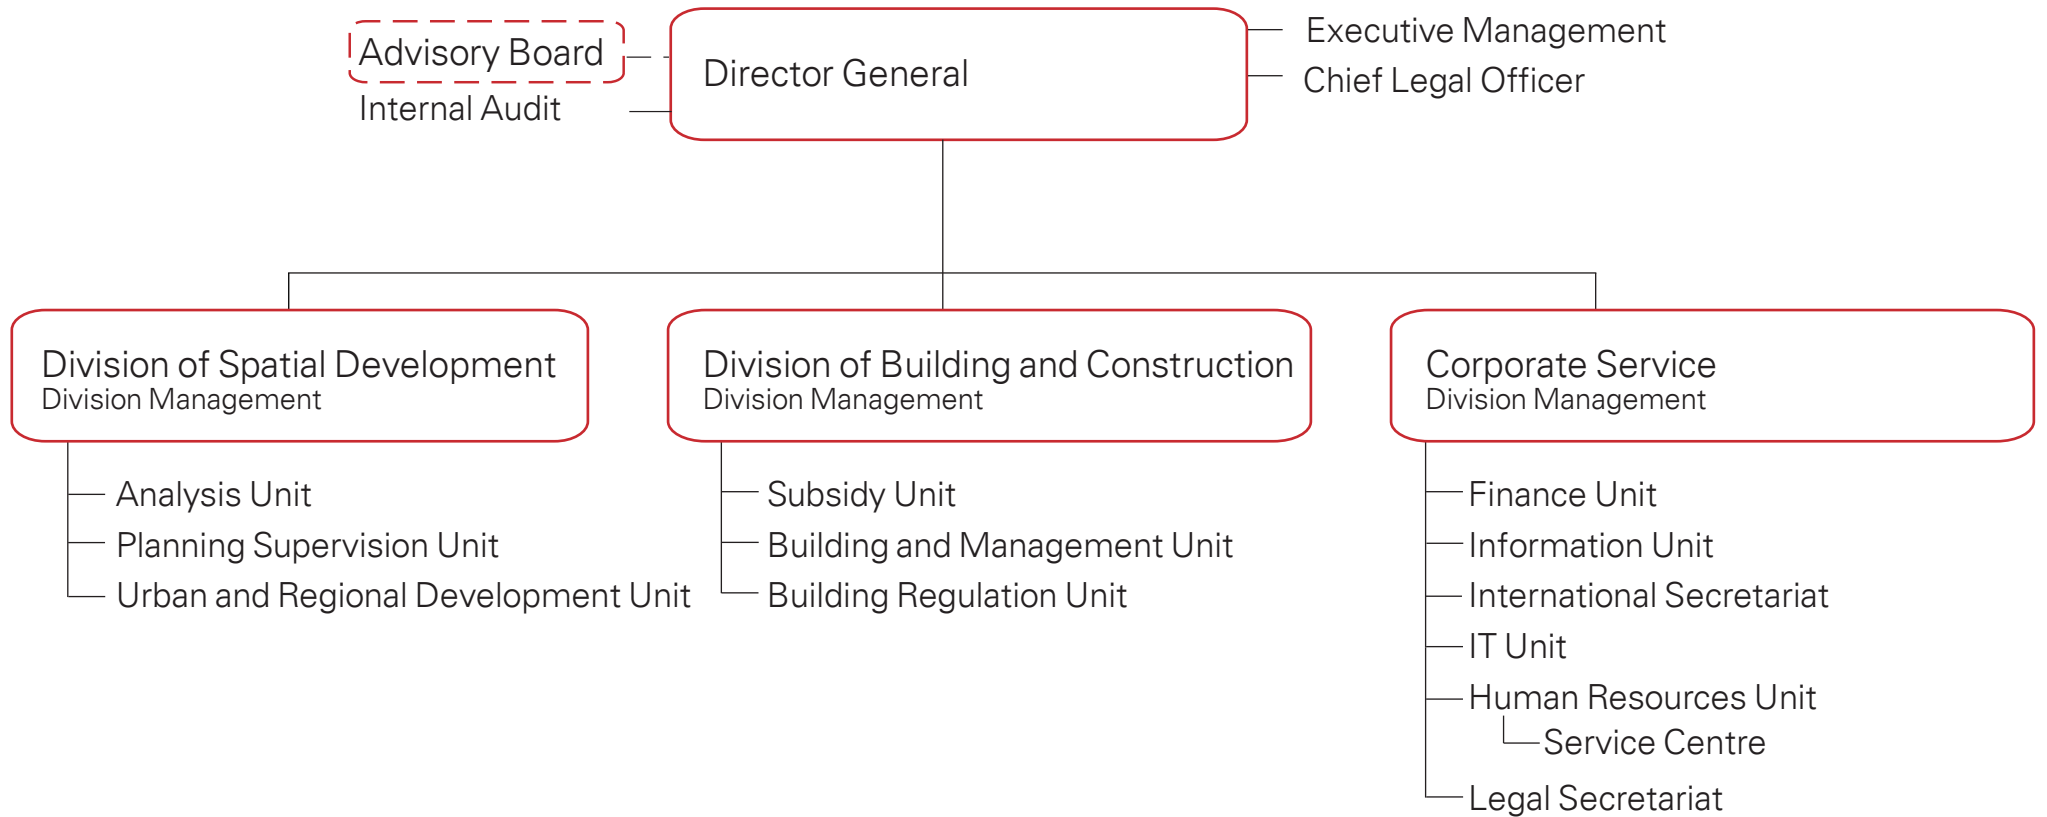 Advisory Board
Internal Audit
Director General
Executive Management
Chief Legal Officer
Division of Spatial Development
Division Management
Analysis Unit
Planning Supervision Unit
Urban and Regional Development Unit
Division of Building and Construction
Division Management
Subsidy Unit
Building and Management Unit
Building Regulation Unit
Corporate Service
Division Management
Finance Unit
Information Unit
International Secretariat
IT Unit
Human Resources Unit
Service Centre
Legal Secretariat